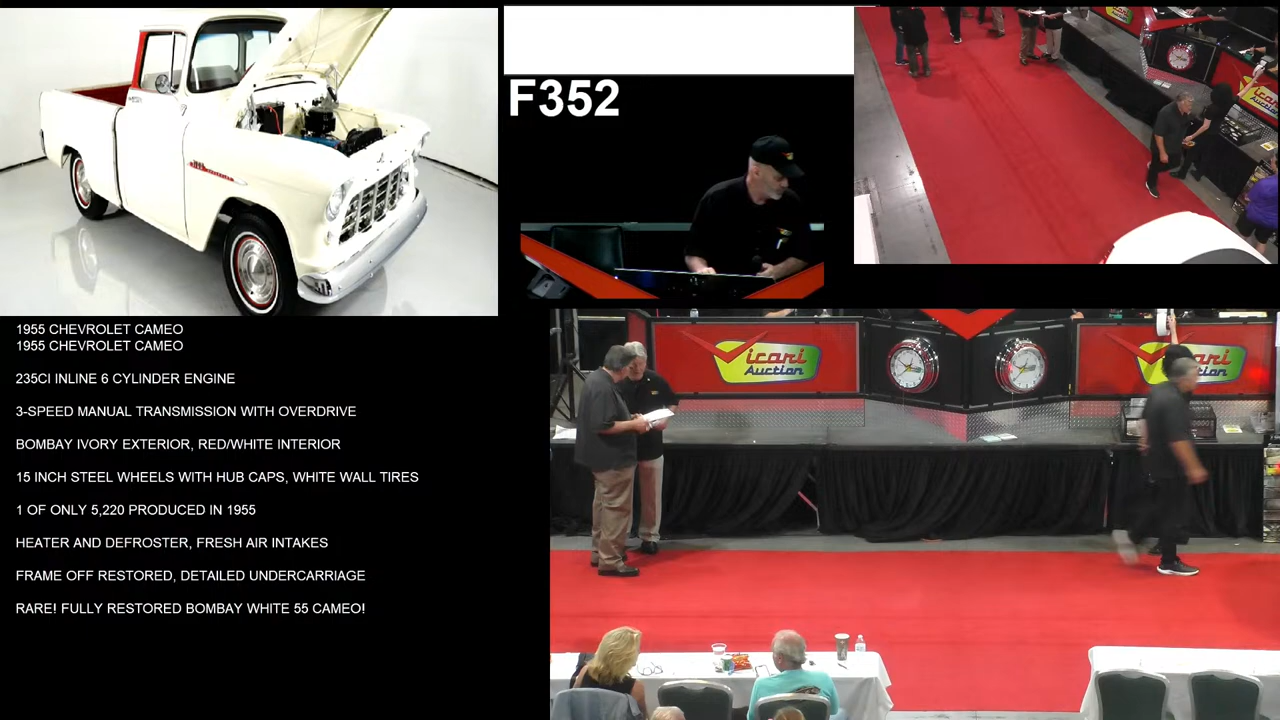 F352
1955 CHEVROLET CAMEO
1955 CHEVROLET CAMEO
235CI INLINE 6 CYLINDER ENGINE
3-SPEED MANUAL TRANSMISSION WITH OVERDRIVE
BOMBAY IVORY EXTERIOR, RED/WHITE INTERIOR
15 INCH STEEL WHEELS WITH HUB CAPS, WHITE WALL TIRES
1 OF ONLY 5,220 PRODUCED IN 1955
HEATER AND DEFROSTER, FRESH AIR INTAKES
FRAME OFF RESTORED, DETAILED UNDERCARRIAGE
RARE! FULLY RESTORED BOMBAY WHITE 55 CAMEO!
Vicari
Auction
Vicari
Auction